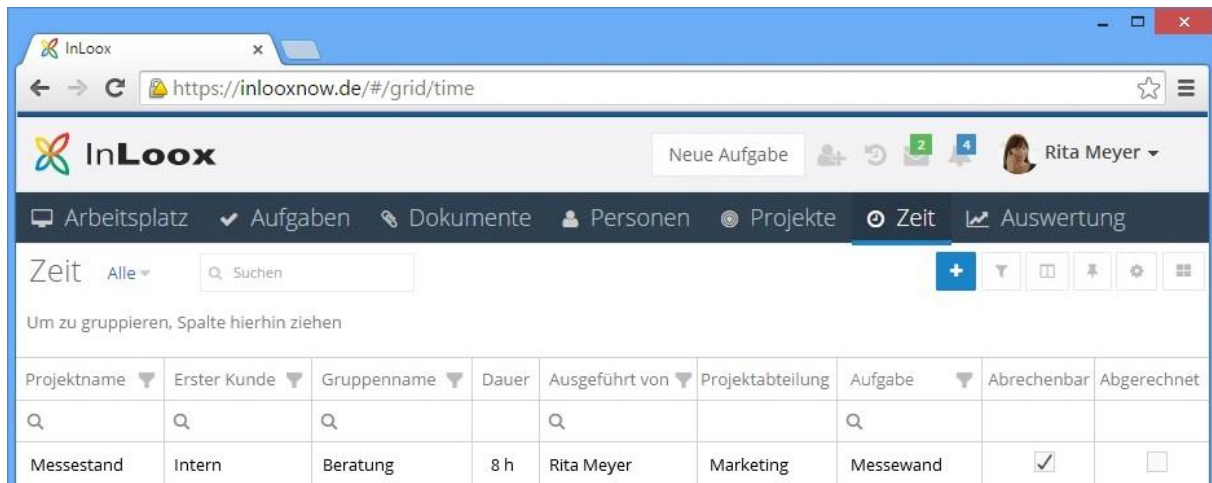 InLoox
https://inlooxnow.de/#/grid/time
InLoox Neue Aufgabe 2 4 Rita Meyer
Arbeitsplatz Aufgaben Dokumente Personen Projekte Zeit Auswertung
Zeit Alle Suchen
Um zu gruppieren, Spalte hierhin ziehen
Projektname Erster Kunde Gruppenname Dauer Ausgeführt von Projektabteilung Aufgabe Abrechenbar Abgerechnet
Messestand Intern Beratung 8 h Rita Meyer Marketing Messewand